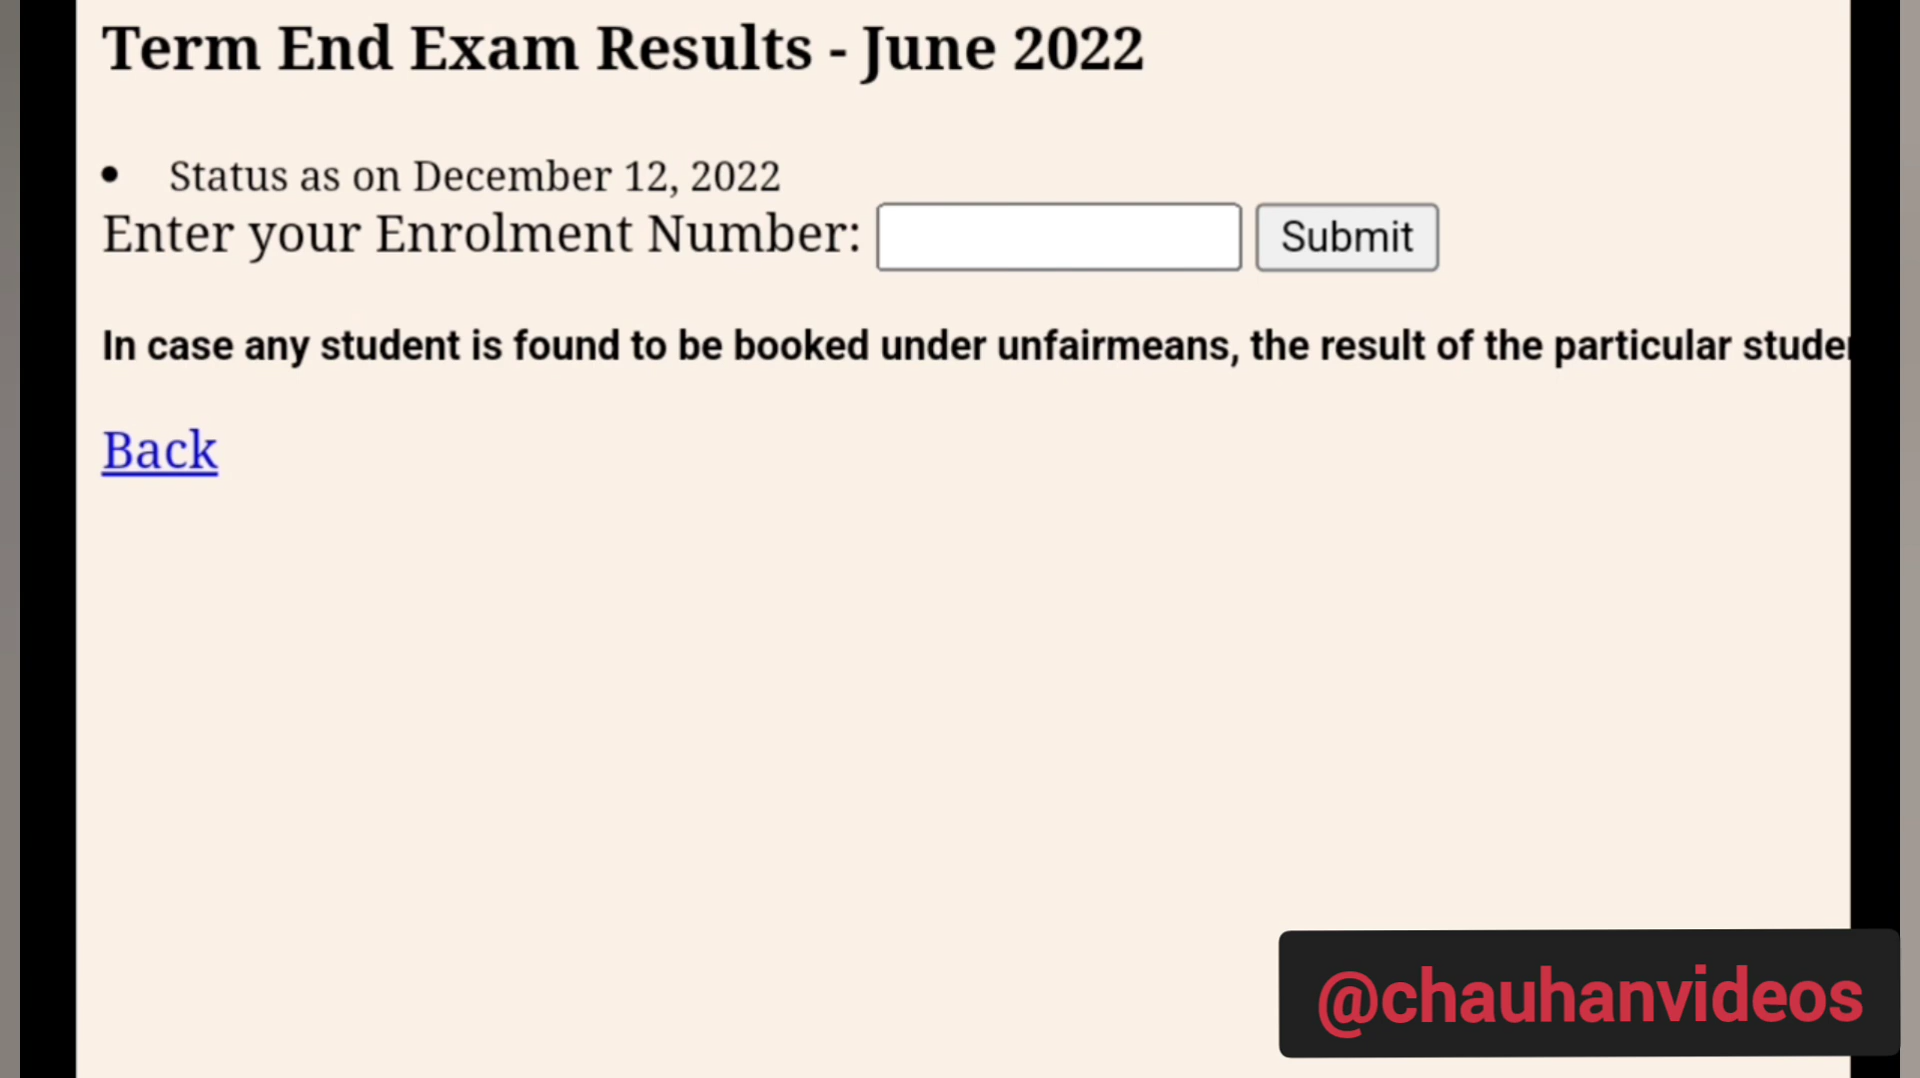 Term End Exam Results - June 2022
• Status as on December 12, 2022
Enter your Enrolment Number: Submit
In case any student is found to be booked under unfairmeans, the result of the particular
Back
@chauhanvideos